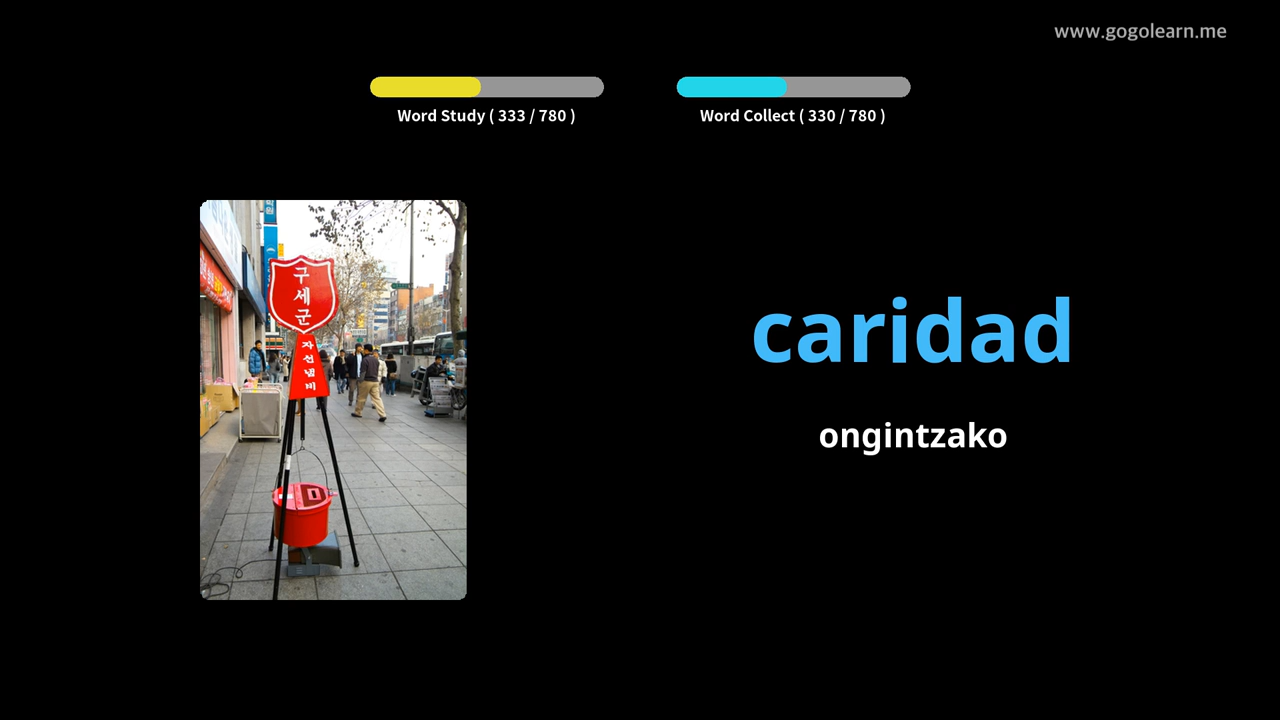 www.gogolearn.me
Word Study ( 333 / 780 )
Word Collect ( 330 / 780 )
구
세
군
자
선
냄
비
caridad
ongintzako